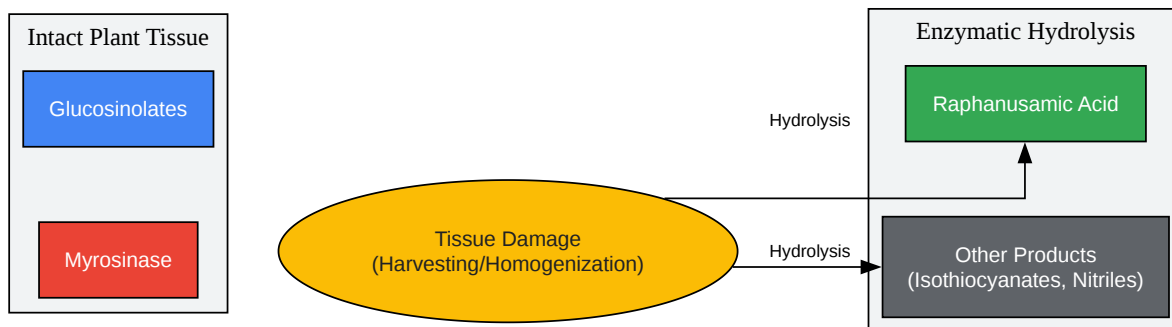 Intact Plant Tissue
Glucosinolates
Myrosinase
Tissue Damage
(Harvesting/Homogenization)
Hydrolysis
Hydrolysis
Enzymatic Hydrolysis
Raphanusamic Acid
Other Products
(Isothiocyanates, Nitriles)